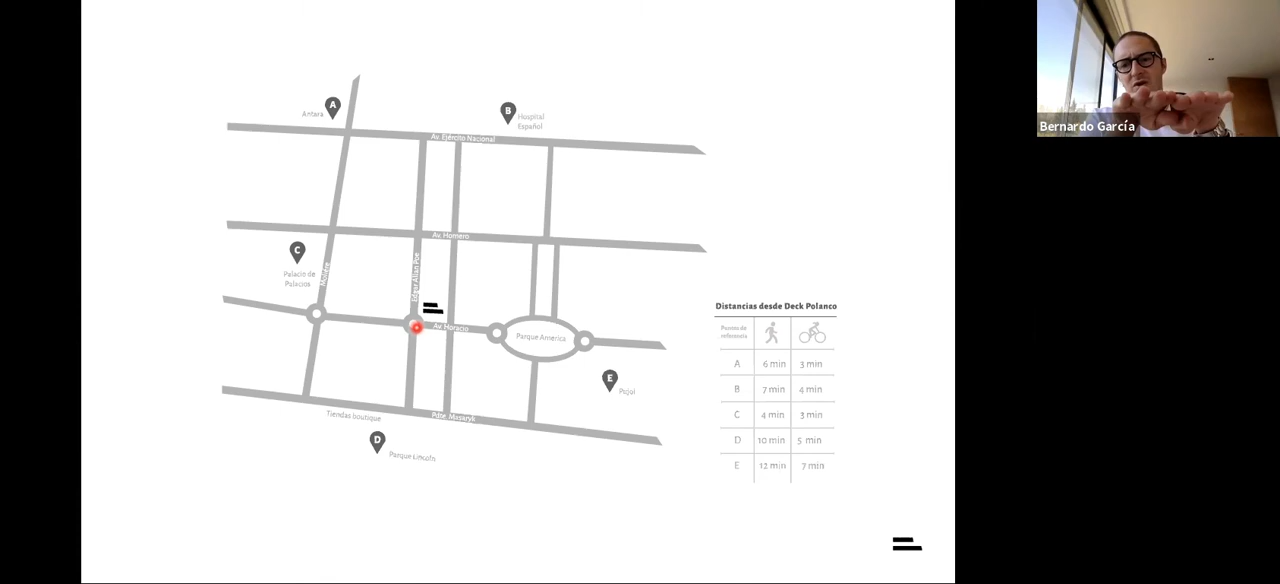 A
Antara
B
Hospital
Español
Av. Ejército Nacional
Av. Homero
C
Palacio de
Palacios
Molière
Edgar Allan Poe
Av. Horacio
Parque America
E
Pujol
Tiendas boutique
Pdte. Masaryk
D
Parque Lincoln
Distancias desde Deck Polanco
Puntos de
referencia
A 6 min 3 min
B 7 min 4 min
C 4 min 3 min
D 10 min 5 min
E 12 min 7 min
Bernardo García